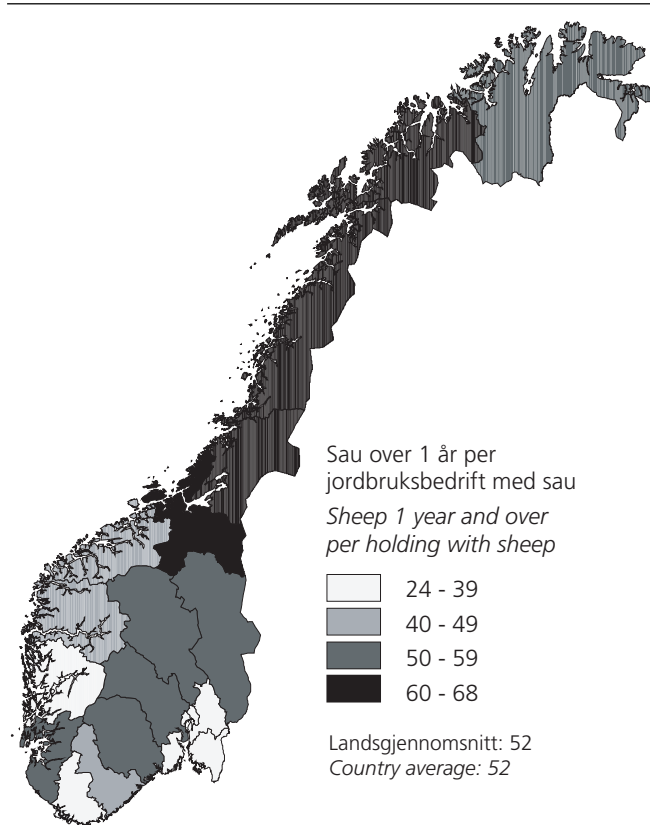 Sau over 1 år per
jordbruksbedrift med sau
Sheep 1 year and over
per holding with sheep
24 - 39
40 - 49
50 - 59
60 - 68
Landsgjennomsnitt: 52
Country average: 52